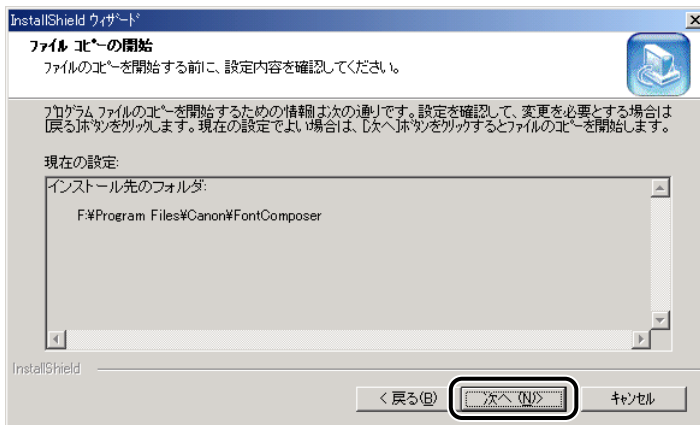 InstallShield ウィザード
ファイル コピーの開始
ファイルのコピーを開始する前に、設定内容を確認してください。
プログラム ファイルのコピーを開始するための情報は次の通りです。設定を確認して、変更を必要とする場合は
[戻る]ボタンをクリックします。現在の設定でよい場合は、[次へ]ボタンをクリックするとファイルのコピーを開始します。
現在の設定:
インストール先のフォルダ:
F:¥Program Files¥Canon¥FontComposer
InstallShield
< 戻る(B)
次へ (N)>
キャンセル